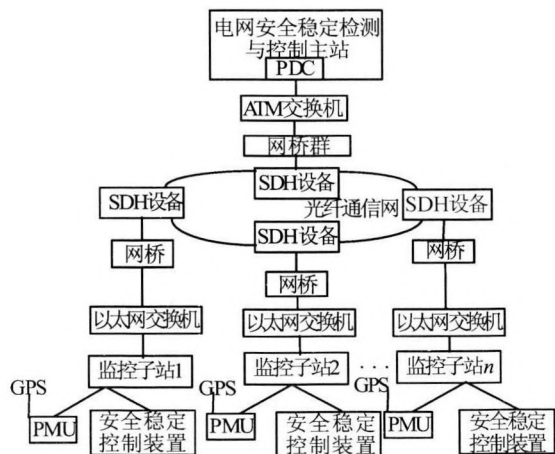 电网安全稳定检测
与控制主站
PDC
ATM交换机
网桥群
SDH设备
SDH设备
光纤通信网
SDH设备
SDH设备
网桥
网桥
网桥
以太网交换机
以太网交换机
以太网交换机
监控子站1
监控子站2
···
监控子站n
GPS
GPS
GPS
PMU
安全稳定
控制装置
PMU
安全稳定
控制装置
PMU
安全稳定
控制装置